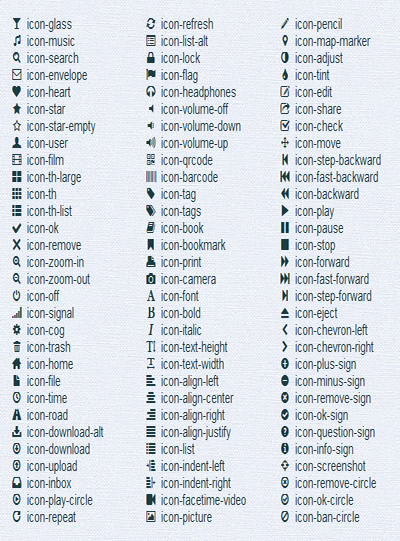 icon-glass
icon-music
icon-search
icon-envelope
icon-heart
icon-star
icon-star-empty
icon-user
icon-film
icon-th-large
icon-th
icon-th-list
icon-ok
icon-remove
icon-zoom-in
icon-zoom-out
icon-off
icon-signal
icon-cog
icon-trash
icon-home
icon-file
icon-time
icon-road
icon-download-alt
icon-download
icon-upload
icon-inbox
icon-play-circle
icon-repeat
icon-refresh
icon-list-alt
icon-lock
icon-flag
icon-headphones
icon-volume-off
icon-volume-down
icon-volume-up
icon-qrcode
icon-barcode
icon-tag
icon-tags
icon-book
icon-bookmark
icon-print
icon-camera
icon-font
icon-bold
icon-italic
icon-text-height
icon-text-width
icon-align-left
icon-align-center
icon-align-right
icon-align-justify
icon-list
icon-indent-left
icon-indent-right
icon-facetime-video
icon-picture
icon-pencil
icon-map-marker
icon-adjust
icon-tint
icon-edit
icon-share
icon-check
icon-move
icon-step-backward
icon-fast-backward
icon-backward
icon-play
icon-pause
icon-stop
icon-forward
icon-fast-forward
icon-step-forward
icon-eject
icon-chevron-left
icon-chevron-right
icon-plus-sign
icon-minus-sign
icon-remove-sign
icon-ok-sign
icon-question-sign
icon-info-sign
icon-screenshot
icon-remove-circle
icon-ok-circle
icon-ban-circle